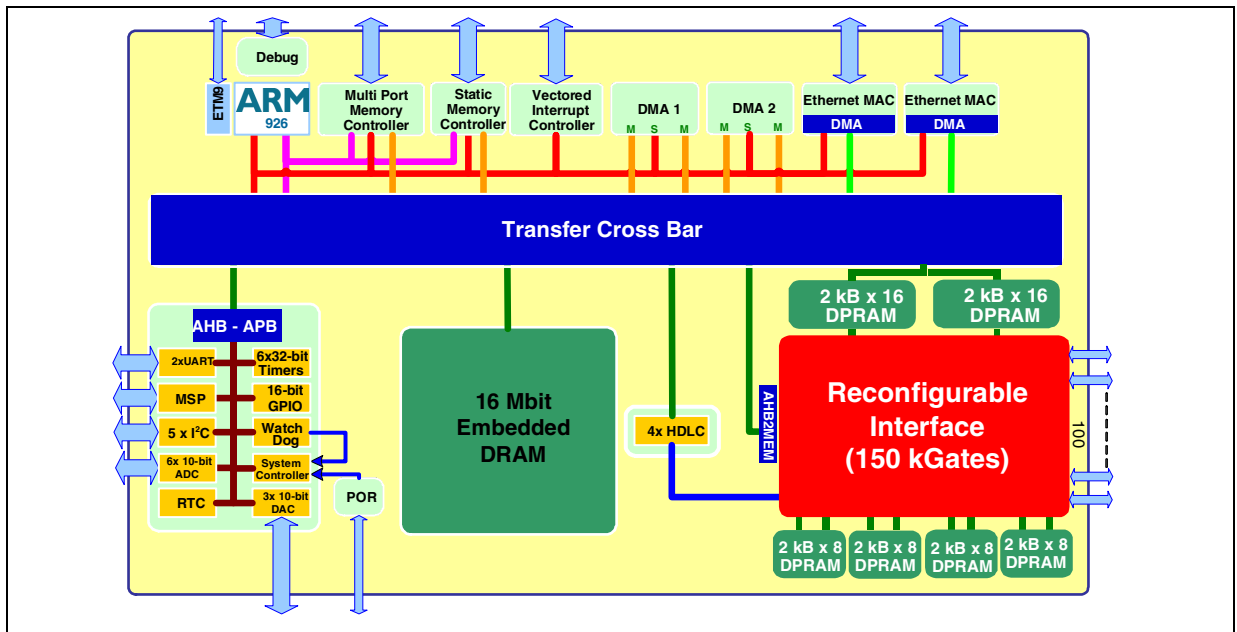 Debug
ETM9
ARM
926
Multi Port
Memory
Controller
Static
Memory
Controller
Vectored
Interrupt
Controller
DMA 1
M S M
DMA 2
M S M
Ethernet MAC
DMA
Ethernet MAC
DMA
Transfer Cross Bar
AHB - APB
2xUART
6x32-bit
Timers
MSP
16-bit
GPIO
5 x I²C
Watch
Dog
6x 10-bit
ADC
System
Controller
RTC
3x 10-bit
DAC
POR
16 Mbit
Embedded
DRAM
4x HDLC
AHB2MEM
2 kB x 16
DPRAM
2 kB x 16
DPRAM
Reconfigurable
Interface
(150 kGates)
100
2 kB x 8
DPRAM
2 kB x 8
DPRAM
2 kB x 8
DPRAM
2 kB x 8
DPRAM